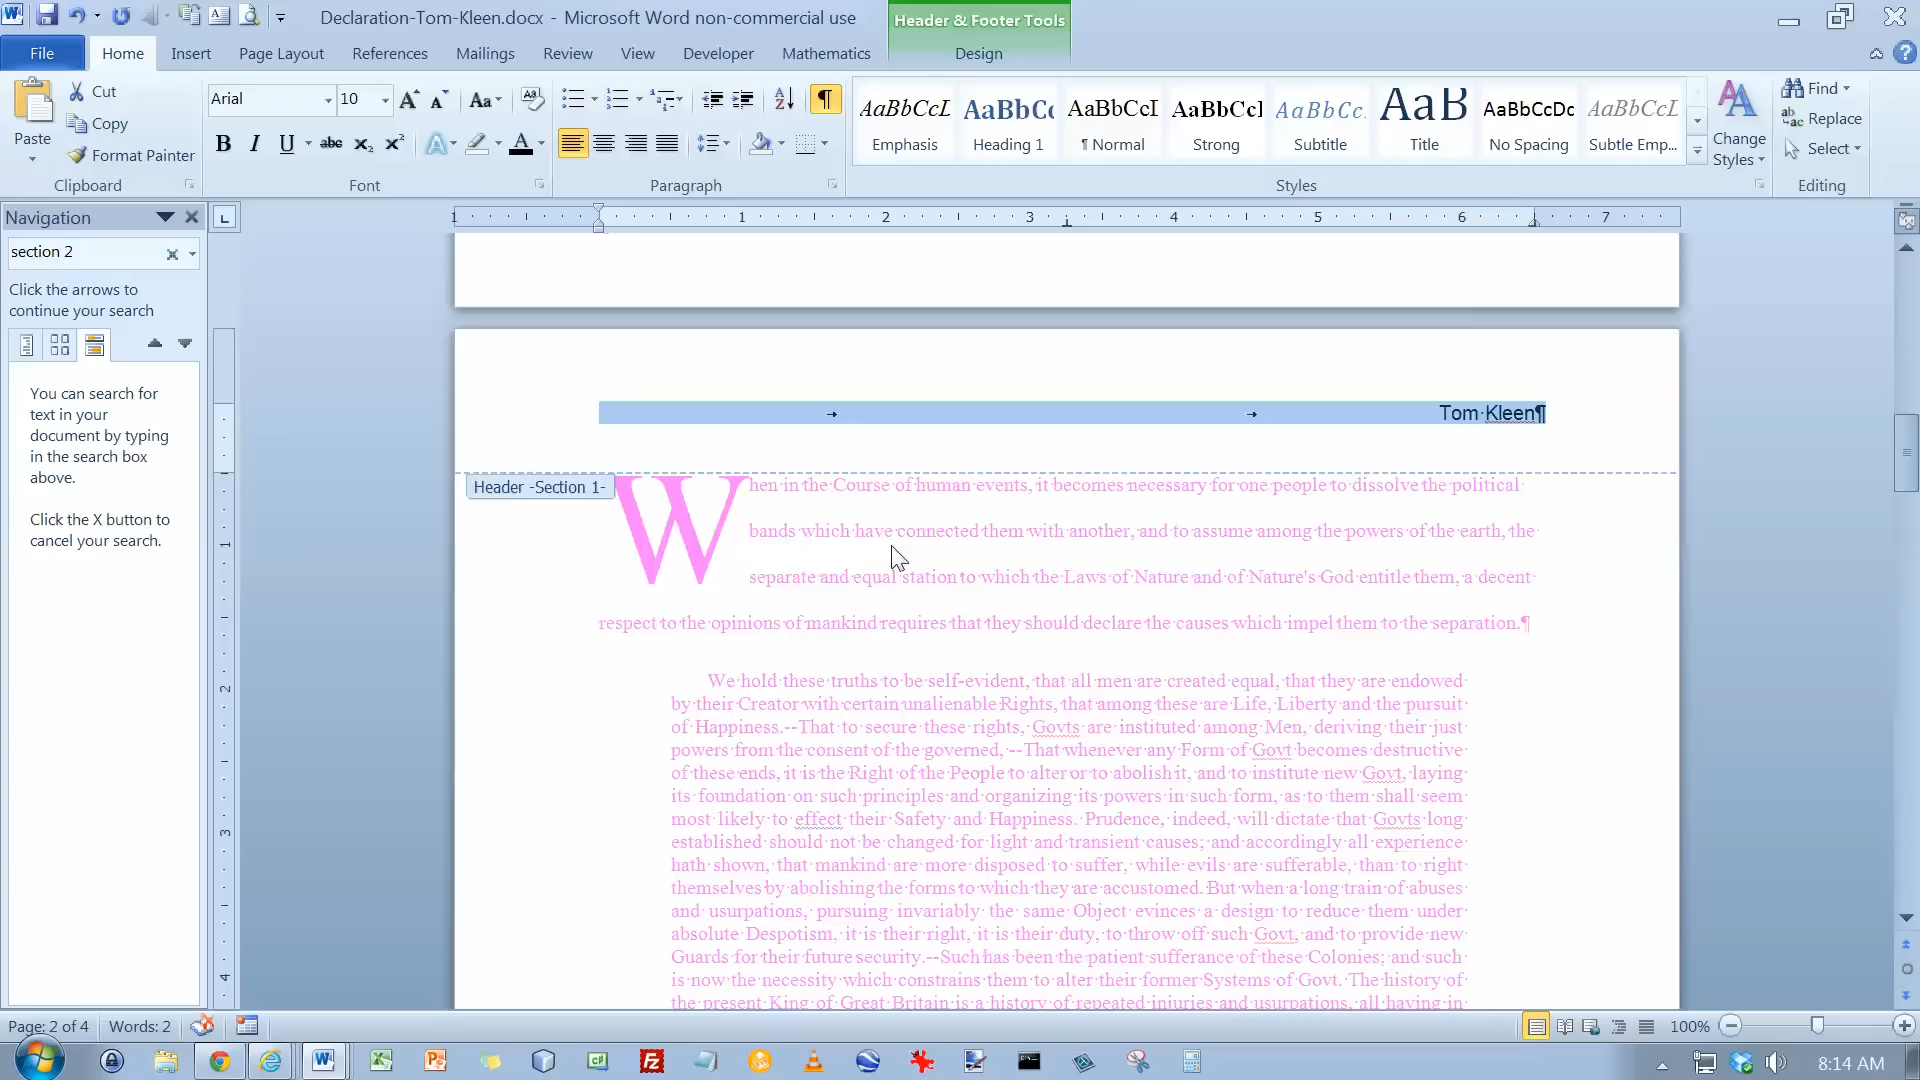 Declaration-Tom-Kleen.docx - Microsoft Word non-commercial use
Header & Footer Tools
File Home Insert Page Layout References Mailings Review View Developer Mathematics Design
Cut
Copy
Format Painter
Paste
Clipboard
Arial 10
B I U abc x₂ x² A A
Aa
Font
Paragraph
AaBbCcL AaBbCc AaBbCcI AaBbCcI AaBbCc. AaB AaBbCcDc AaBbCcL
Emphasis Heading 1 ¶ Normal Strong Subtitle Title No Spacing Subtle Emp...
Styles
Change
Styles
Find
Replace
Select
Editing
Navigation
section 2
Click the arrows to
continue your search
You can search for
text in your
document by typing
in the search box
above.
Click the X button to
cancel your search.
1 1 2 3 4 5 6 7
1
2
3
4
→ → Tom·Kleen¶
Header -Section 1-
When·in·the·Course·of·human·events,·it·becomes·necessary·for·one·people·to·dissolve·the·political·
bands·which·have·connected·them·with·another,·and·to·assume·among·the·powers·of·the·earth,·the·
separate·and·equal·station·to·which·the·Laws·of·Nature·and·of·Nature's·God·entitle·them,·a·decent·
respect·to·the·opinions·of·mankind·requires·that·they·should·declare·the·causes·which·impel·them·to·the·separation.¶
We·hold·these·truths·to·be·self-evident,·that·all·men·are·created·equal,·that·they·are·endowed·
by·their·Creator·with·certain·unalienable·Rights,·that·among·these·are·Life,·Liberty·and·the·pursuit·
of·Happiness.--That·to·secure·these·rights,·Govts·are·instituted·among·Men,·deriving·their·just·
powers·from·the·consent·of·the·governed,·--That·whenever·any·Form·of·Govt·becomes·destructive·
of·these·ends,·it·is·the·Right·of·the·People·to·alter·or·to·abolish·it,·and·to·institute·new·Govt,·laying·
its·foundation·on·such·principles·and·organizing·its·powers·in·such·form,·as·to·them·shall·seem·
most·likely·to·effect·their·Safety·and·Happiness.·Prudence,·indeed,·will·dictate·that·Govts·long·
established·should·not·be·changed·for·light·and·transient·causes;·and·accordingly·all·experience·
hath·shown,·that·mankind·are·more·disposed·to·suffer,·while·evils·are·sufferable,·than·to·right·
themselves·by·abolishing·the·forms·to·which·they·are·accustomed.·But·when·a·long·train·of·abuses·
and·usurpations,·pursuing·invariably·the·same·Object·evinces·a·design·to·reduce·them·under·
absolute·Despotism,·it·is·their·right,·it·is·their·duty,·to·throw·off·such·Govt,·and·to·provide·new·
Guards·for·their·future·security.--Such·has·been·the·patient·sufferance·of·these·Colonies;·and·such·
is·now·the·necessity·which·constrains·them·to·alter·their·former·Systems·of·Govt.·The·history·of·
the·present·King·of·Great·Britain·is·a·history·of·repeated·injuries·and·usurpations,·all·having·in·
Page: 2 of 4 Words: 2
100%
8:14 AM